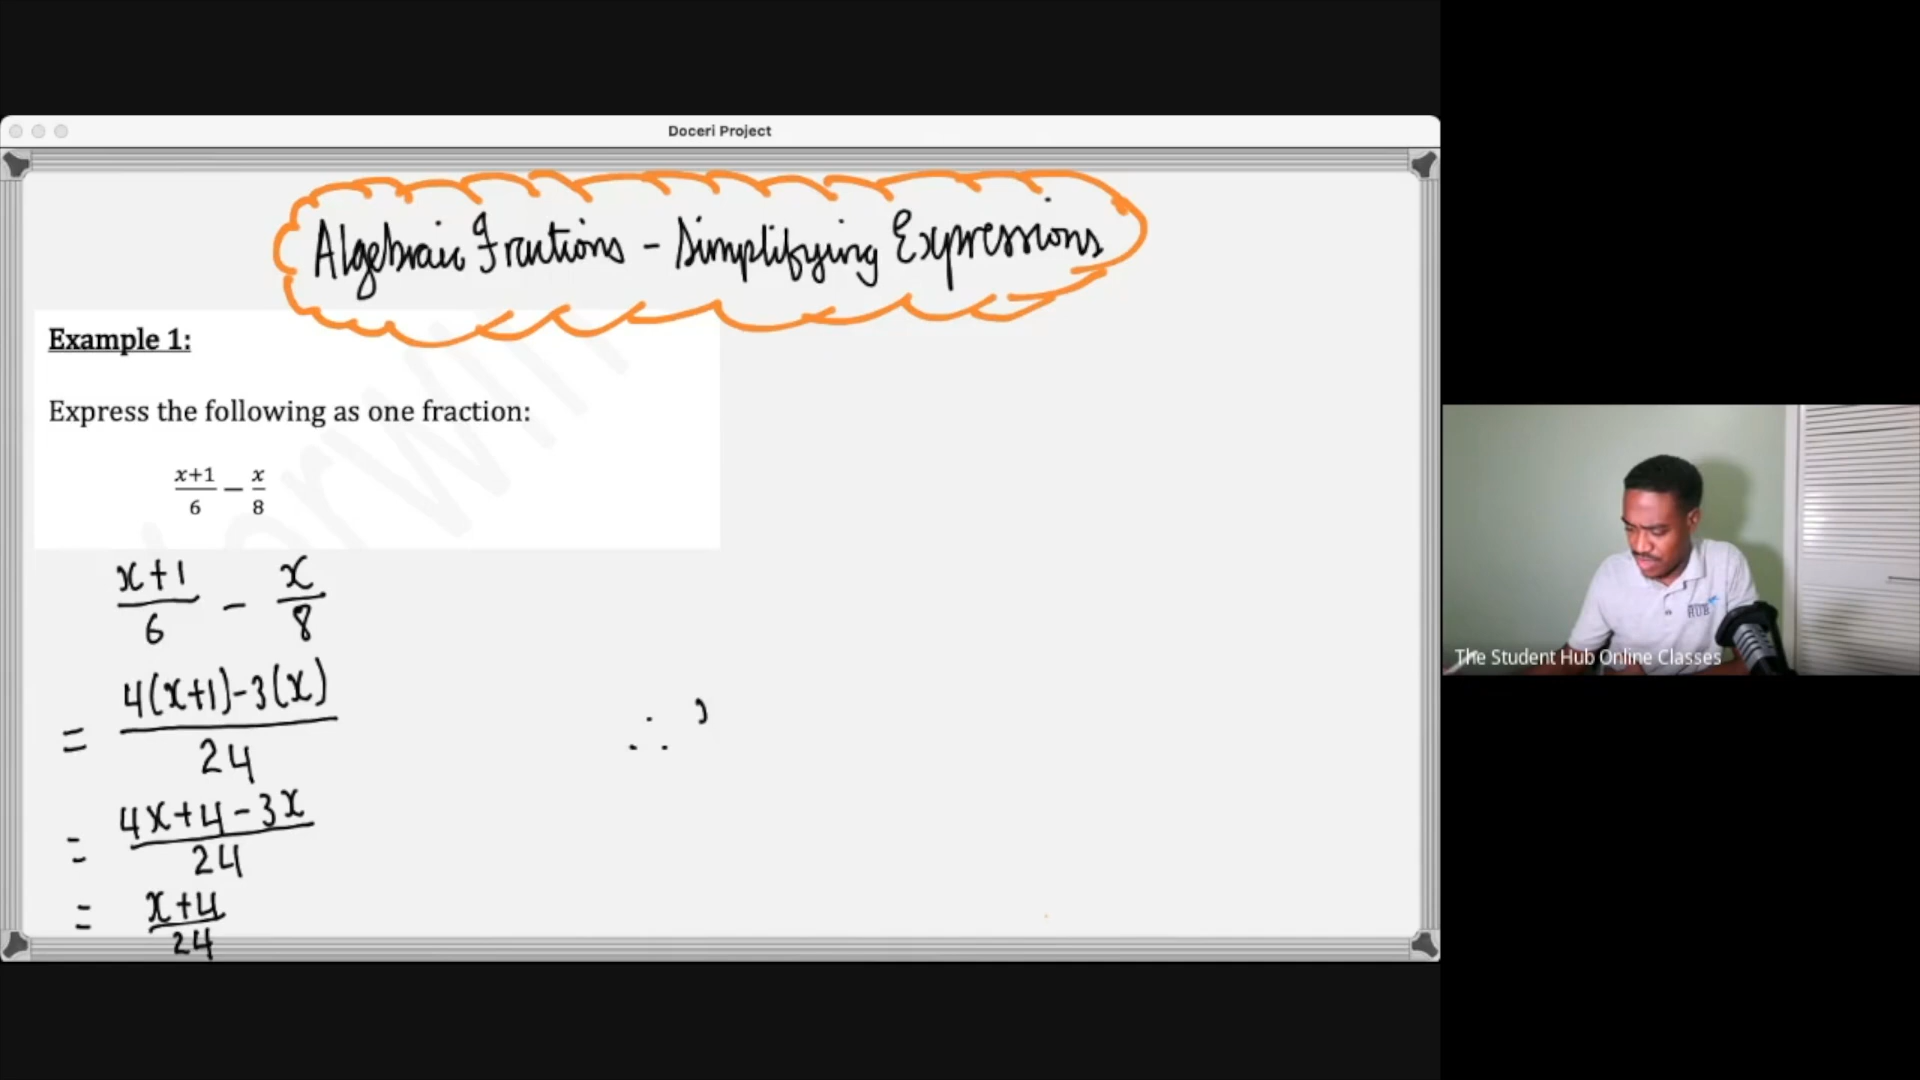 Doceri Project
Algebraic Fractions - Simplifying Expressions
Example 1:
Express the following as one fraction:
x+1/6 − x/8
x+1/6 - x/8
= 4(x+1)-3(x)/24
= 4x+4-3x/24
= x+4/24
∴
HUB
The Student Hub Online Classes